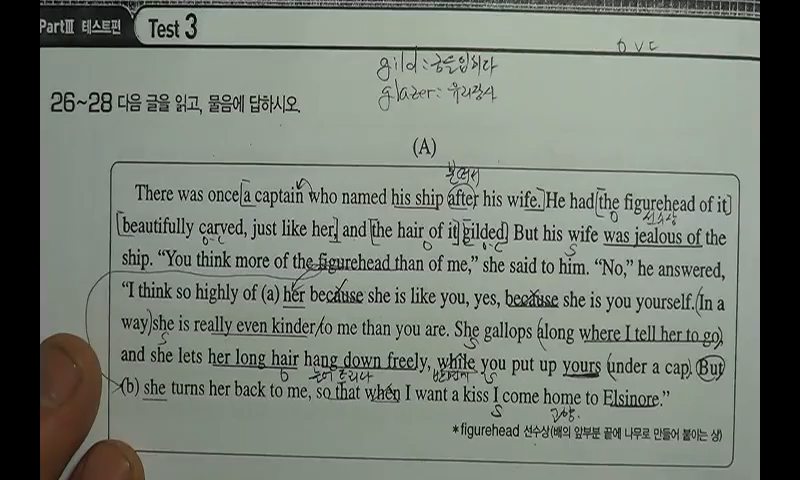 PartⅢ 테스트편 Test 3
O V C
gild : 금을 입히다
glazer : 유리장수
26~28 다음 글을 읽고, 물음에 답하시오.
(A)
There was once a captain who named his ship after his wife. He had the figurehead of it
선수상
beautifully carved, just like her, and the hair of it gilded. But his wife was jealous of the
ship. “You think more of the figurehead than of me,” she said to him. “No,” he answered,
“I think so highly of (a) her because she is like you, yes, because she is you yourself. In a
way she is really even kinder to me than you are. She gallops along where I tell her to go,
and she lets her long hair hang down freely, while you put up yours under a cap. But
(b) she turns her back to me, so that when I want a kiss I come home to Elsinore.”
*figurehead 선수상(배의 앞부분 끝에 나무로 만들어 붙이는 상)